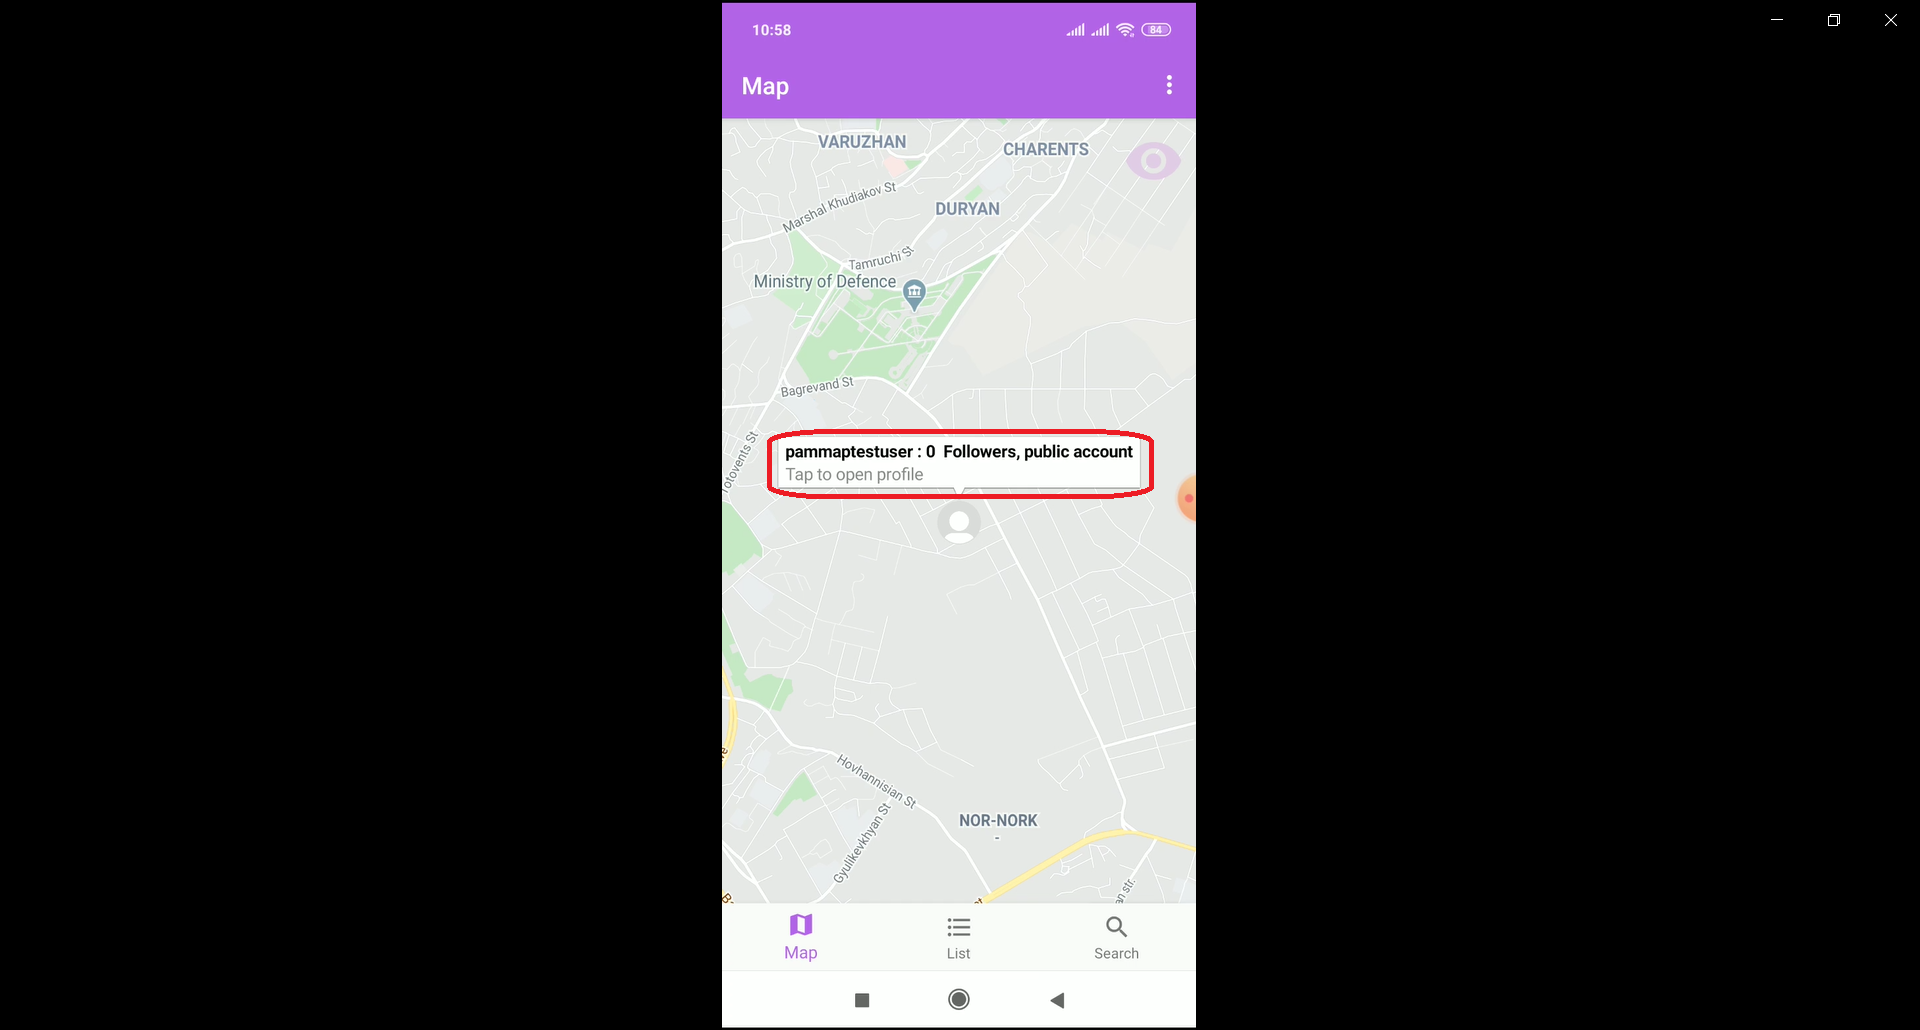 10:58
84
Map
VARUZHAN
CHARENTS
Marshal Khudiakov St
DURYAN
Tamruchi St
Ministry of Defence
Bagrevand St
Totovents St
pammaptestuser : 0  Followers, public account
Tap to open profile
Hovhannisian St
Gyulikevkhyan St
NOR-NORK
-
Map
List
Search